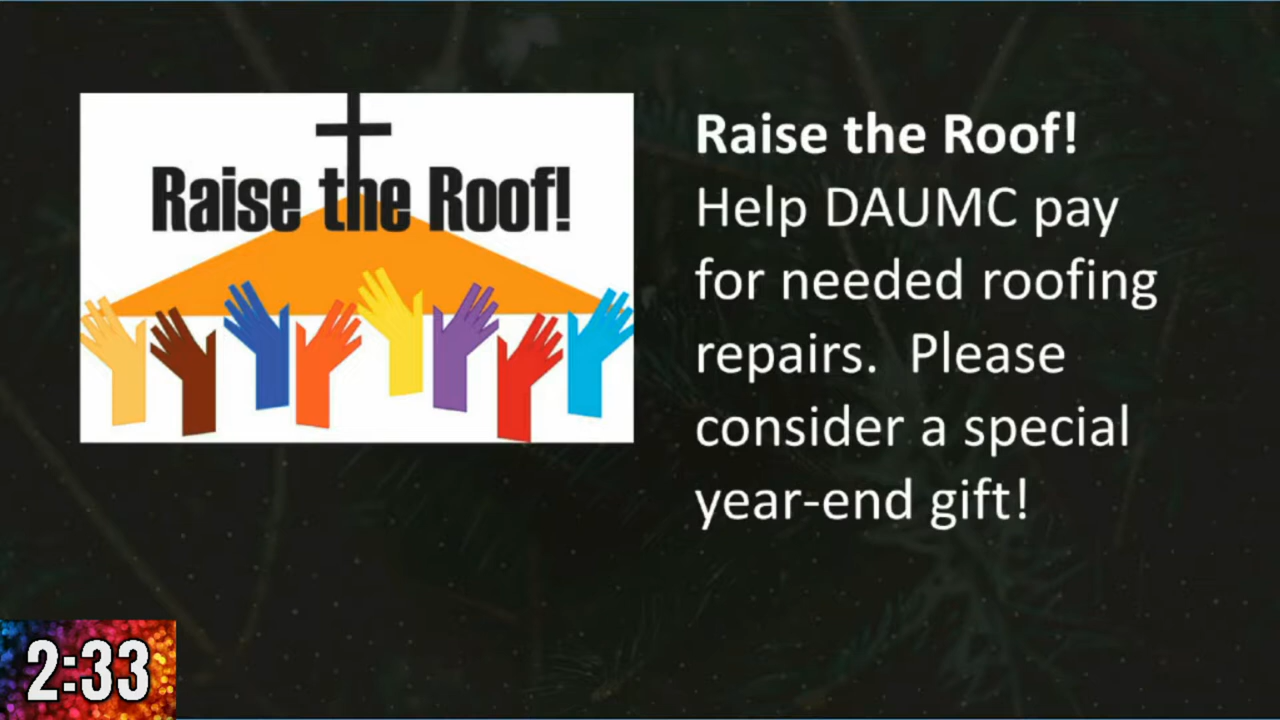 Raise the Roof!
Raise the Roof!
Help DAUMC pay
for needed roofing
repairs.  Please
consider a special
year-end gift!
2:33